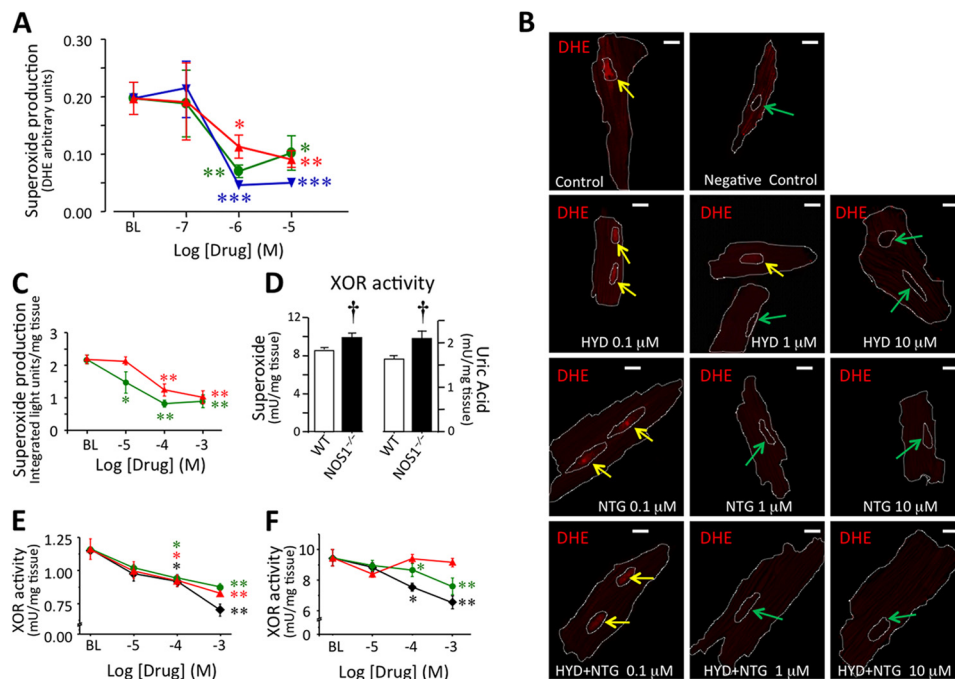 A
Superoxide production
(DHE arbitrary units)
0.30
0.20
0.10
0.00
*
**
*
**
***
***
BL
-7
-6
-5
Log [Drug] (M)
B
DHE
Control
Negative Control
DHE
HYD 0.1 µM
DHE
HYD 1 µM
DHE
HYD 10 µM
DHE
NTG 0.1 µM
NTG 1 µM
NTG 10 µM
DHE
HYD+NTG 0.1 µM
DHE
HYD+NTG 1 µM
DHE
HYD+NTG 10 µM
C
Superoxide production
Integrated light units/mg tissue
3
2
1
0
*
**
**
**
**
BL
-5
-4
-3
Log [Drug] (M)
D
XOR activity
Superoxide
(mU/mg tissue)
12
8
4
0
†
†
2
1
0
Uric Acid
(mU/mg tissue)
WT
NOS1-/-
WT
NOS1-/-
E
XOR activity
(mU/mg tissue)
1.25
1.00
0.75
0.00
*
*
*
**
**
**
BL
-5
-4
-3
Log [Drug] (M)
F
XOR activity
(mU/mg tissue)
10
8
6
0
*
*
**
**
BL
-5
-4
-3
Log [Drug] (M)